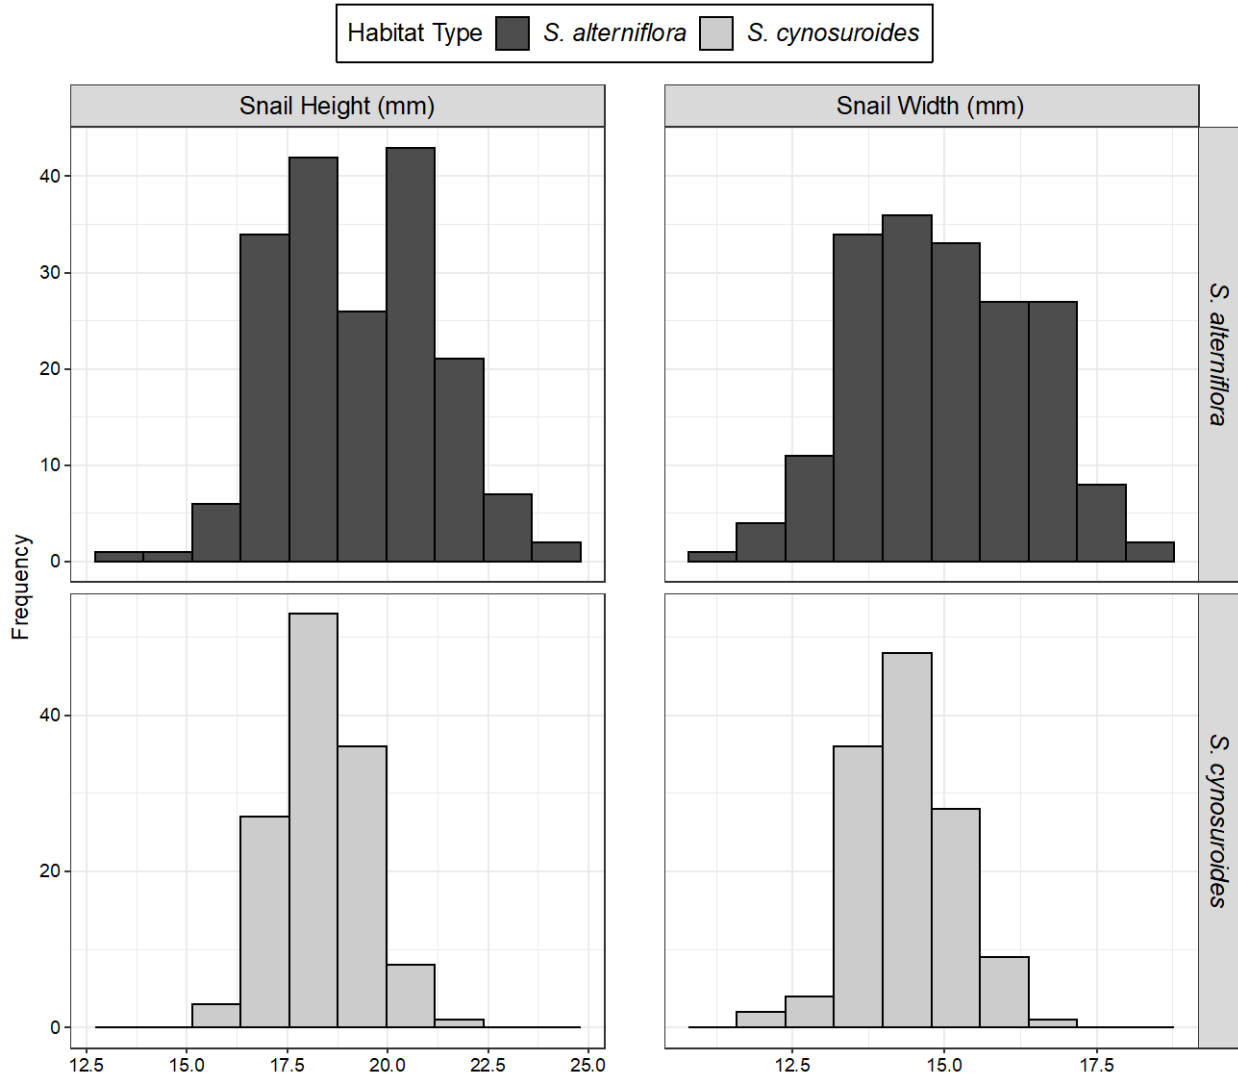 Habitat Type S. alterniflora S. cynosuroides
Snail Height (mm) Snail Width (mm)
40
30
20
10
0
S. alterniflora
Frequency
40
20
0
S. cynosuroides
12.5 15.0 17.5 20.0 22.5 25.0 12.5 15.0 17.5